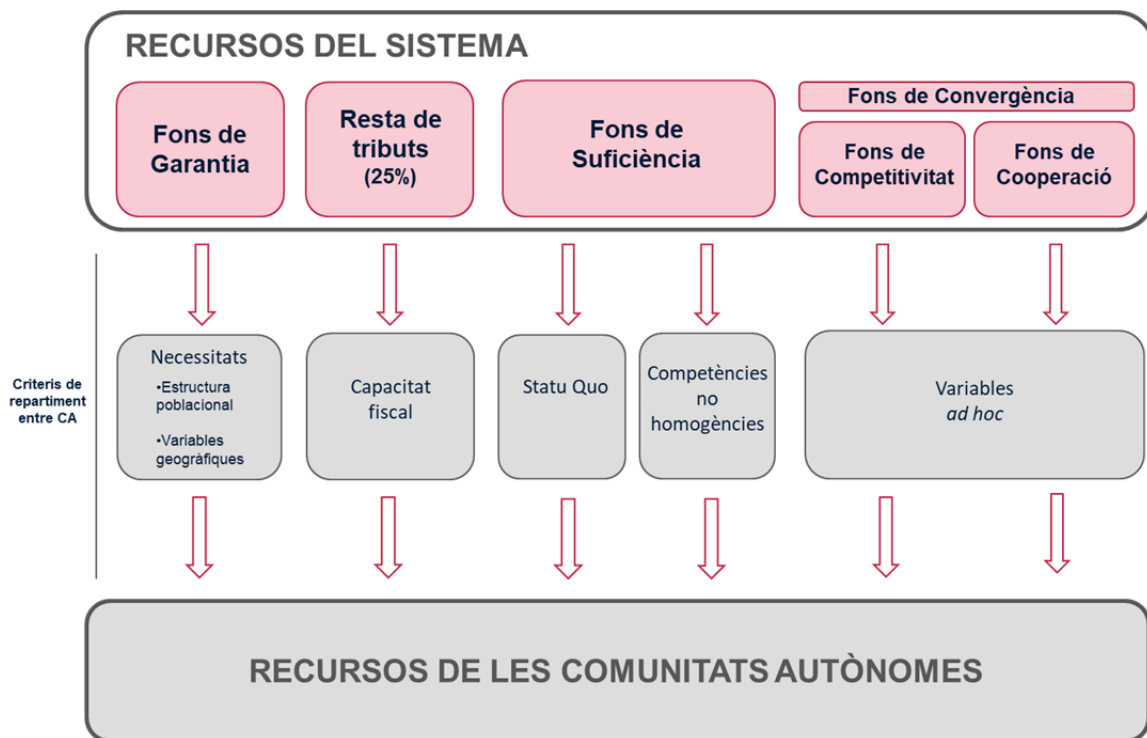 RECURSOS DEL SISTEMA
Fons de
Garantia
Resta de
tributs
(25%)
Fons de
Suficiència
Fons de Convergència
Fons de
Competitivitat
Fons de
Cooperació
Criteris de
repartiment
entre CA
Necessitats
•Estructura
poblacional
•Variables
geogràfiques
Capacitat
fiscal
Statu Quo
Competències
no
homogències
Variables
ad hoc
RECURSOS DE LES COMUNITATS AUTÒNOMES